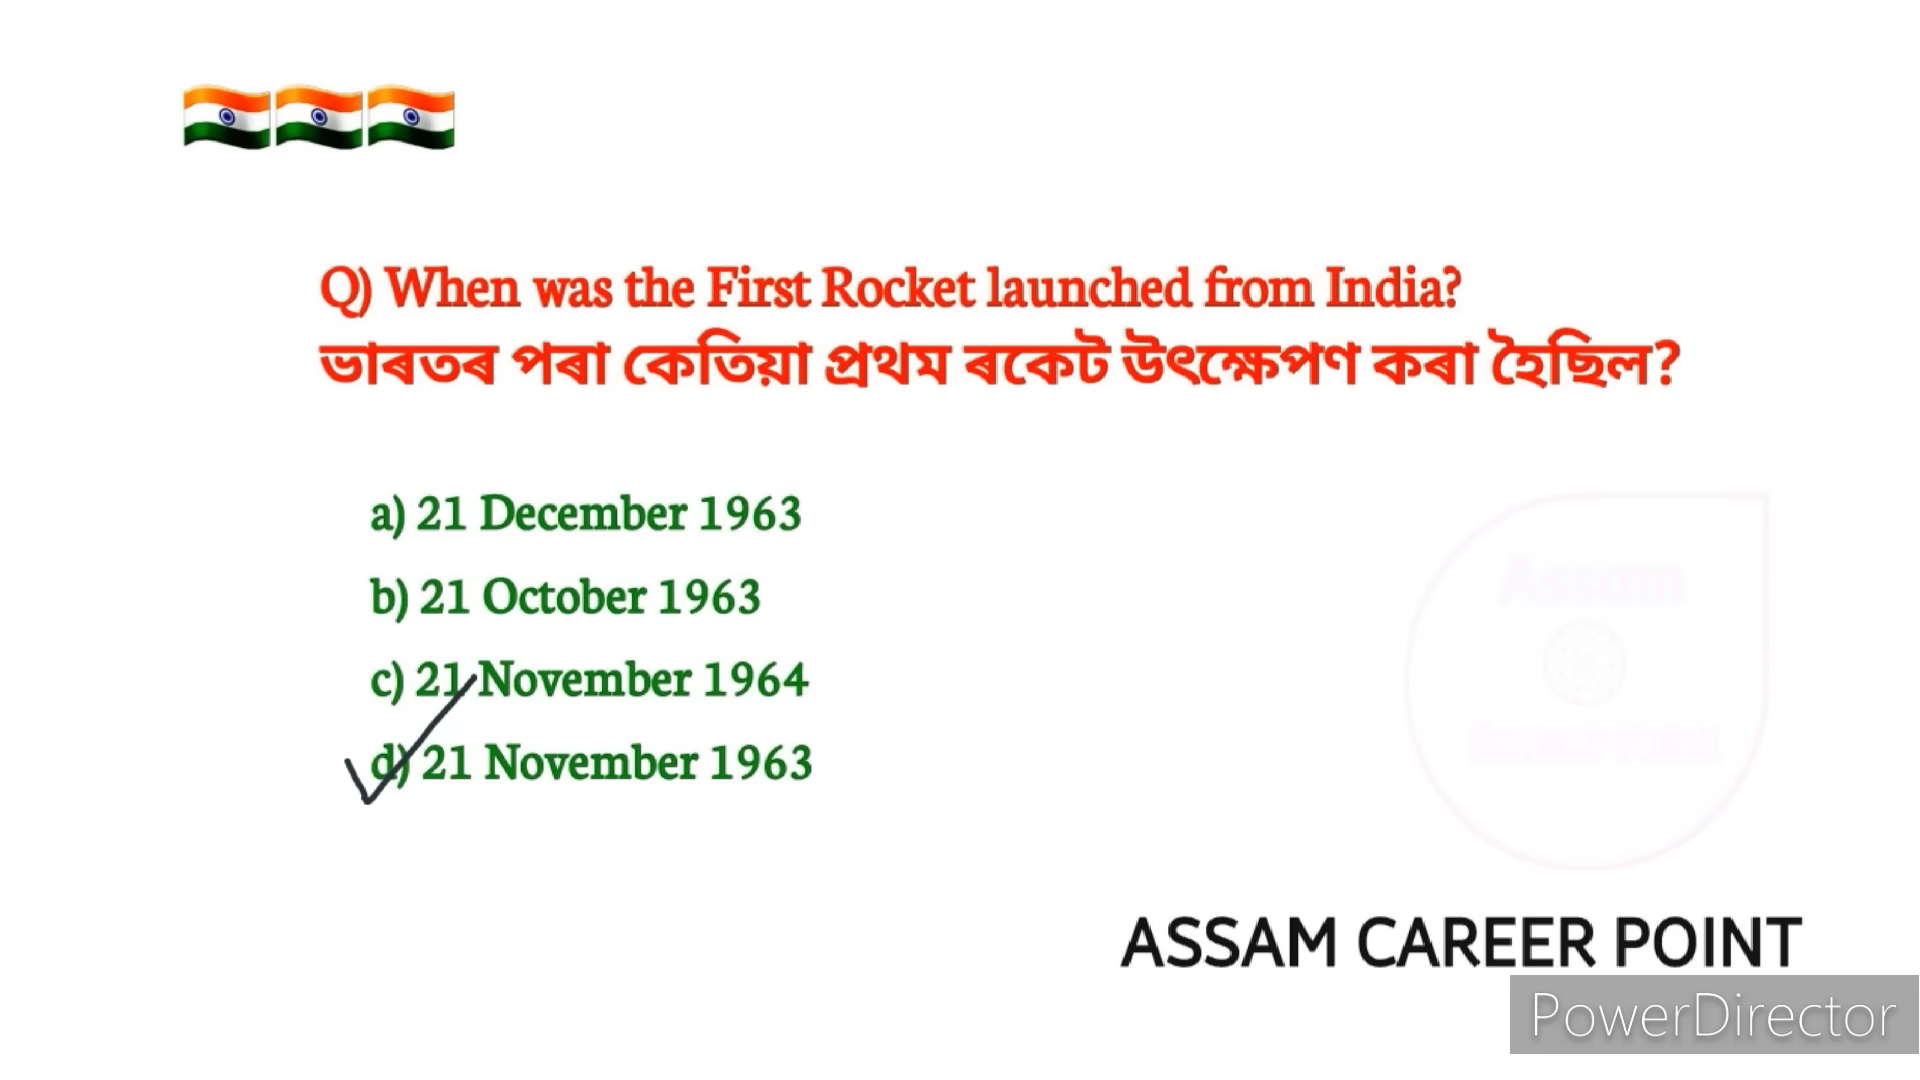 Q) When was the First Rocket launched from India?
ভাৰতৰ পৰা কেতিয়া প্ৰথম ৰকেট উৎক্ষেপণ কৰা হৈছিল?
a) 21 December 1963
b) 21 October 1963
c) 21 November 1964
d) 21 November 1963
Assam
ASSAM CAREER POINT
PowerDirector